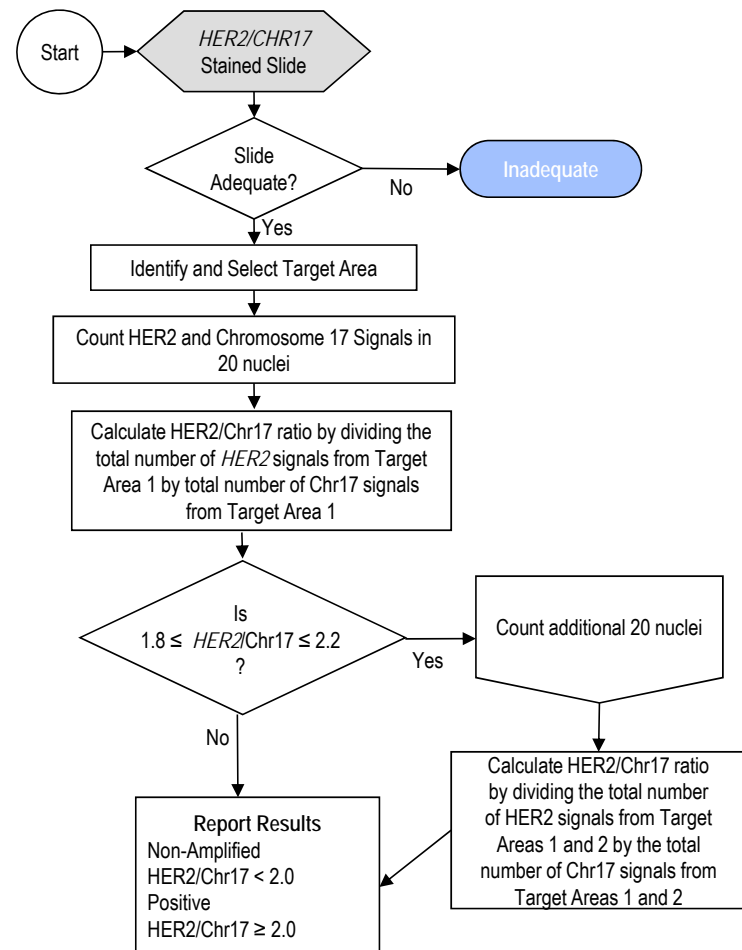 Start
HER2/CHR17
Stained Slide
Slide
Adequate?
No
Inadequate
Yes
Identify and Select Target Area
Count HER2 and Chromosome 17 Signals in
20 nuclei
Calculate HER2/Chr17 ratio by dividing the
total number of HER2 signals from Target
Area 1 by total number of Chr17 signals
from Target Area 1
Is
1.8 ≤ HER2/Chr17 ≤ 2.2
?
Yes
Count additional 20 nuclei
No
Calculate HER2/Chr17 ratio
by dividing the total number
of HER2 signals from Target
Areas 1 and 2 by the total
number of Chr17 signals from
Target Areas 1 and 2
Report Results
Non-Amplified
HER2/Chr17 < 2.0
Positive
HER2/Chr17 ≥ 2.0